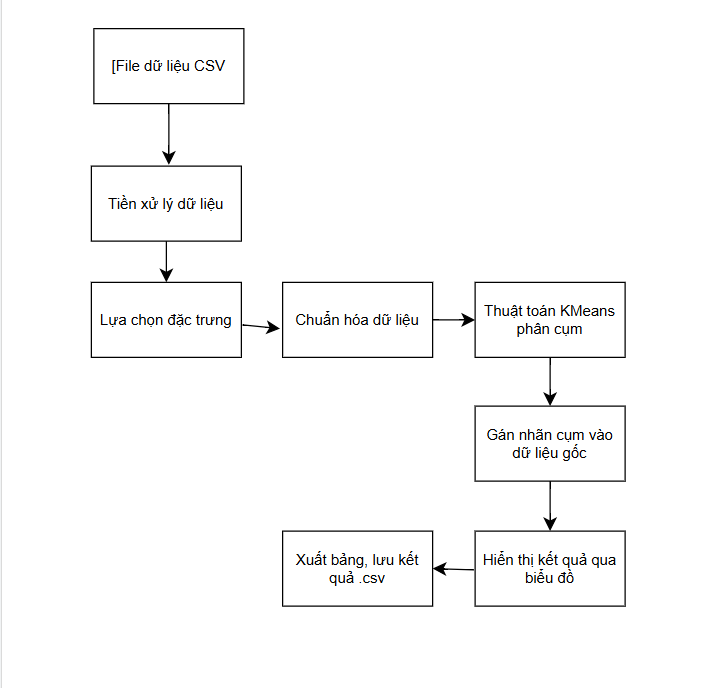 [File dữ liệu CSV
Tiền xử lý dữ liệu
Lựa chọn đặc trưng
Chuẩn hóa dữ liệu
Thuật toán KMeans
phân cụm
Gán nhãn cụm vào
dữ liệu gốc
Hiển thị kết quả qua
biểu đồ
Xuất bảng, lưu kết
quả .csv